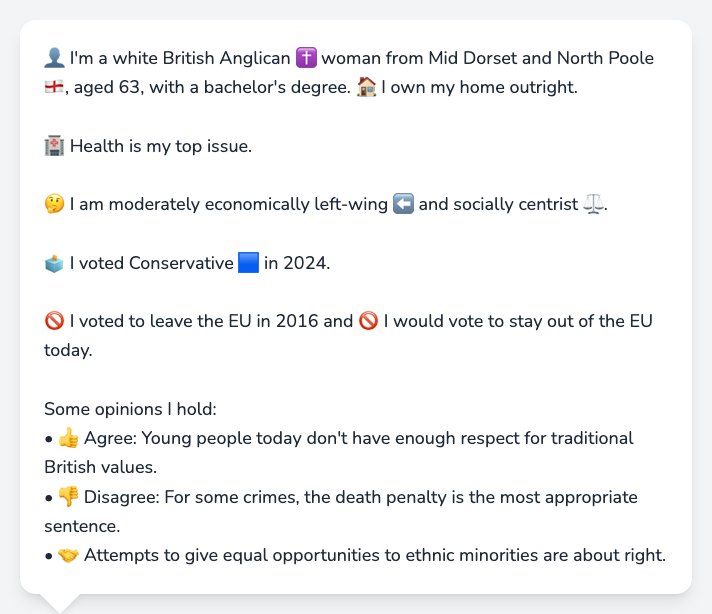 👤 I'm a white British Anglican ✝️ woman from Mid Dorset and North Poole
🏴󠁧󠁢󠁥󠁮󠁧󠁿, aged 63, with a bachelor's degree. 🏠 I own my home outright.
🏥 Health is my top issue.
🤔 I am moderately economically left-wing ⬅️ and socially centrist ⚖️.
🗳️ I voted Conservative 🟦 in 2024.
🚫 I voted to leave the EU in 2016 and 🚫 I would vote to stay out of the EU
today.
Some opinions I hold:
• 👍 Agree: Young people today don't have enough respect for traditional
British values.
• 👎 Disagree: For some crimes, the death penalty is the most appropriate
sentence.
• 🤝 Attempts to give equal opportunities to ethnic minorities are about right.